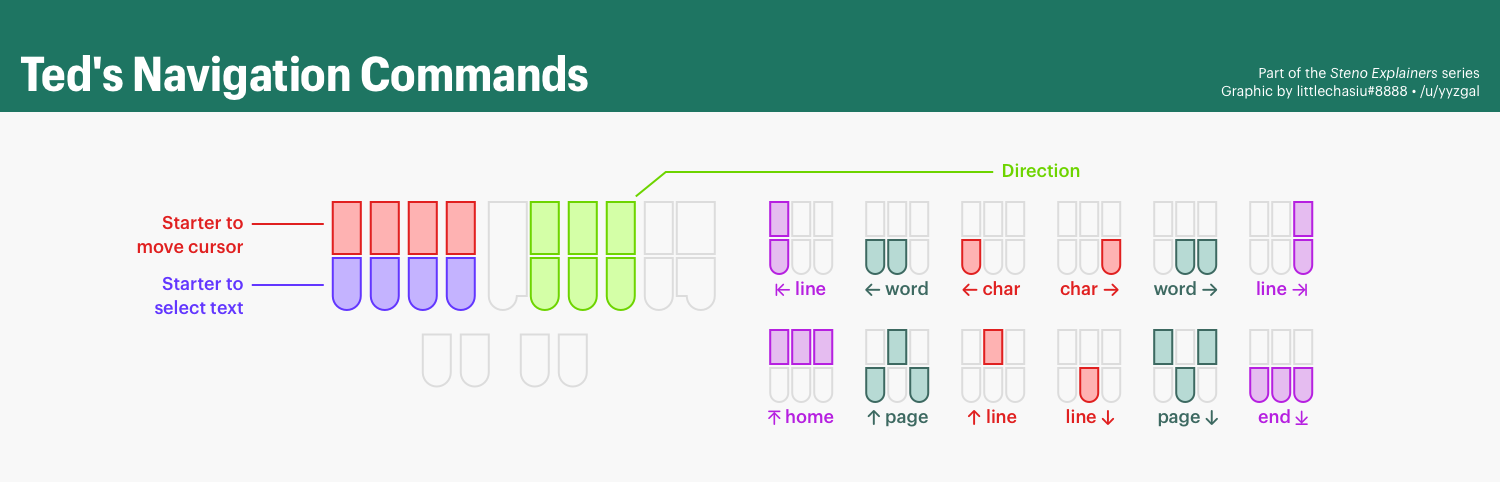 Ted's Navigation Commands
Part of the Steno Explainers series
Graphic by littlechasiu#8888 • /u/yyzgal
Direction
Starter to
move cursor
Starter to
select text
⇤ line
← word
← char
char →
word →
line ⇥
⤒ home
↑ page
↑ line
line ↓
page ↓
end ⤓